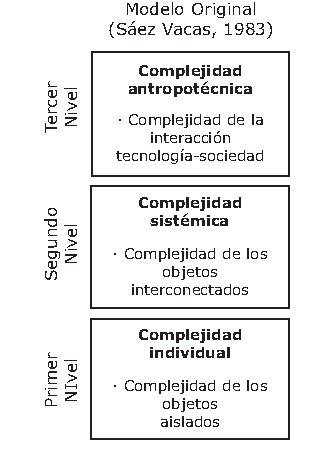 Modelo Original
(Sáez Vacas, 1983)
Tercer
Nivel
Complejidad
antropotécnica
· Complejidad de la
interacción
tecnología-sociedad
Segundo
Nivel
Complejidad
sistémica
· Complejidad de los
objetos
interconectados
Primer
NIvel
Complejidad
individual
· Complejidad de los
objetos
aislados